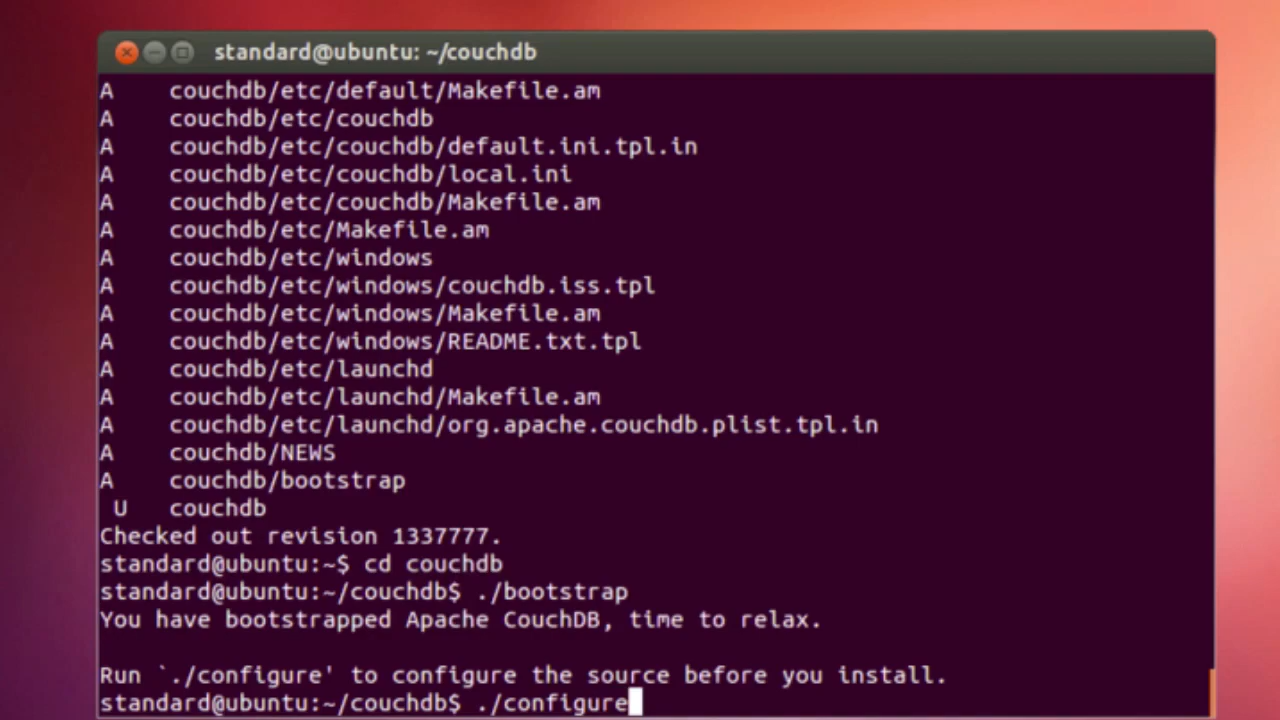 standard@ubuntu: ~/couchdb
A couchdb/etc/default/Makefile.am
A couchdb/etc/couchdb
A couchdb/etc/couchdb/default.ini.tpl.in
A couchdb/etc/couchdb/local.ini
A couchdb/etc/couchdb/Makefile.am
A couchdb/etc/Makefile.am
A couchdb/etc/windows
A couchdb/etc/windows/couchdb.iss.tpl
A couchdb/etc/windows/Makefile.am
A couchdb/etc/windows/README.txt.tpl
A couchdb/etc/launchd
A couchdb/etc/launchd/Makefile.am
A couchdb/etc/launchd/org.apache.couchdb.plist.tpl.in
A couchdb/NEWS
A couchdb/bootstrap
U couchdb
Checked out revision 1337777.
standard@ubuntu:~$ cd couchdb
standard@ubuntu:~/couchdb$ ./bootstrap
You have bootstrapped Apache CouchDB, time to relax.
Run `./configure' to configure the source before you install.
standard@ubuntu:~/couchdb$ ./configure